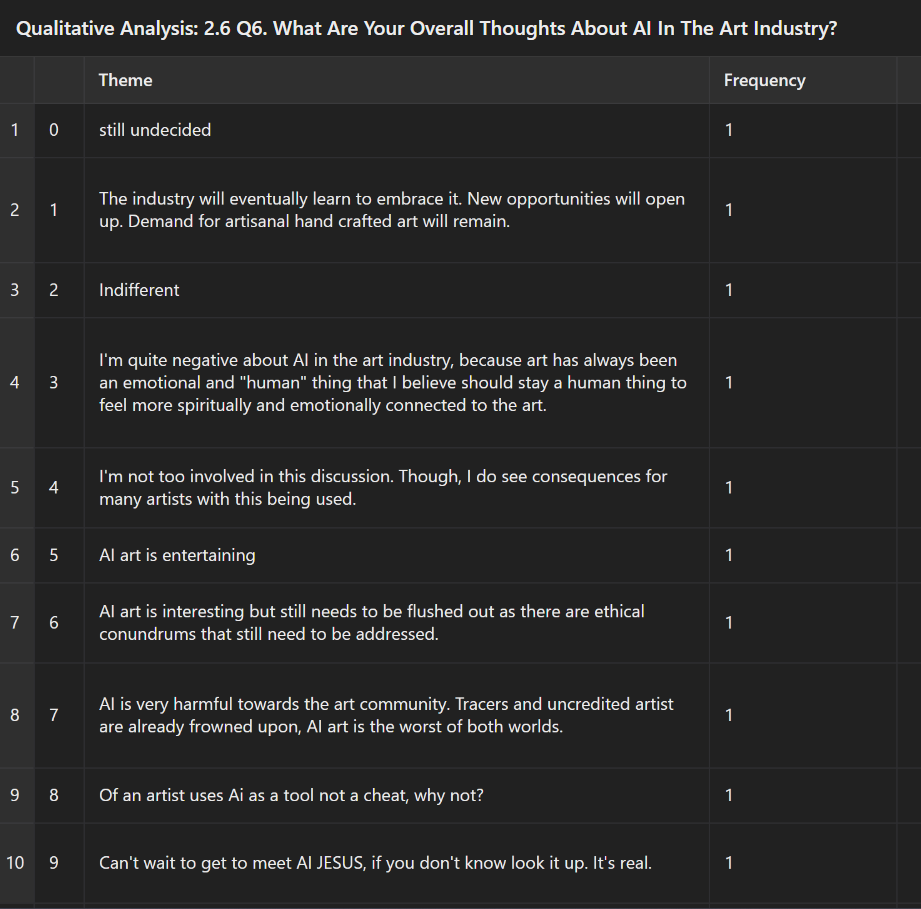 Qualitative Analysis: 2.6 Q6. What Are Your Overall Thoughts About AI In The Art Industry?
Theme Frequency
1 0 still undecided 1
The industry will eventually learn to embrace it. New opportunities will open
2 1 1
up. Demand for artisanal hand crafted art will remain.
3 2 Indifferent 1
I'm quite negative about AI in the art industry, because art has always been
4 3 an emotional and "human" thing that I believe should stay a human thing to 1
feel more spiritually and emotionally connected to the art.
I'm not too involved in this discussion. Though, I do see consequences for
5 4 1
many artists with this being used.
6 5 AI art is entertaining 1
AI art is interesting but still needs to be flushed out as there are ethical
7 6 1
conundrums that still need to be addressed.
AI is very harmful towards the art community. Tracers and uncredited artist
8 7 1
are already frowned upon, AI art is the worst of both worlds.
9 8 Of an artist uses Ai as a tool not a cheat, why not? 1
10 9 Can't wait to get to meet AI JESUS, if you don't know look it up. It's real. 1